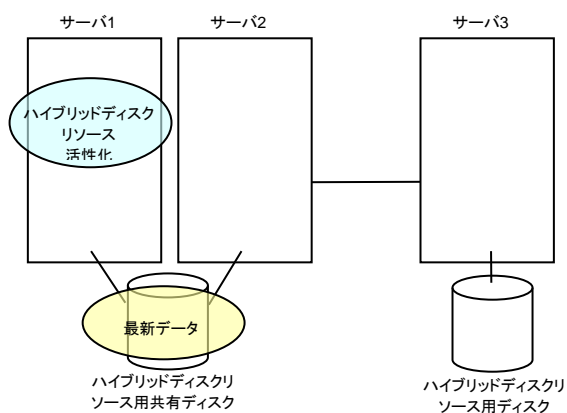 サーバ1
サーバ2
サーバ3
ハイブリッドディスク
リソース
活性化
最新データ
ハイブリッドディスクリ
ソース用共有ディスク
ハイブリッドディスクリ
ソース用ディスク